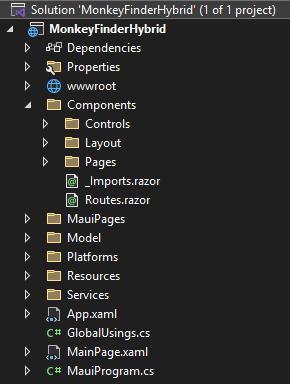 Solution 'MonkeyFinderHybrid' (1 of 1 project)
MonkeyFinderHybrid
Dependencies
Properties
wwwroot
Components
Controls
Layout
Pages
_Imports.razor
Routes.razor
MauiPages
Model
Platforms
Resources
Services
App.xaml
C# GlobalUsings.cs
MainPage.xaml
C# MauiProgram.cs